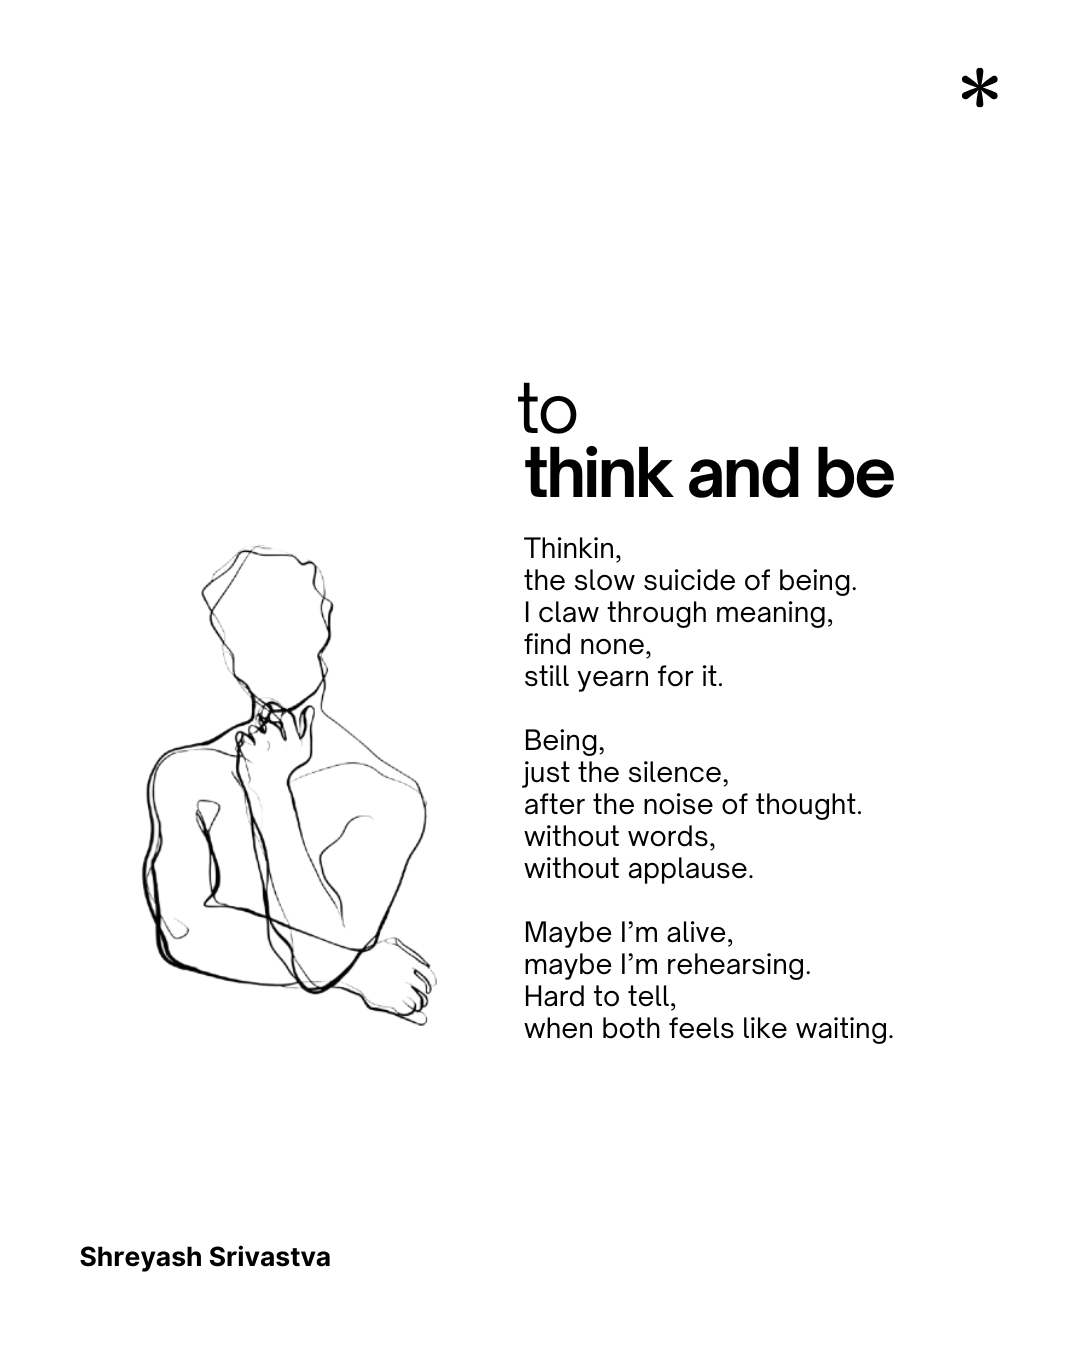 *
to
think and be
Thinkin,
the slow suicide of being.
I claw through meaning,
find none,
still yearn for it.
Being,
just the silence,
after the noise of thought.
without words,
without applause.
Maybe I’m alive,
maybe I’m rehearsing.
Hard to tell,
when both feels like waiting.
Shreyash Srivastva